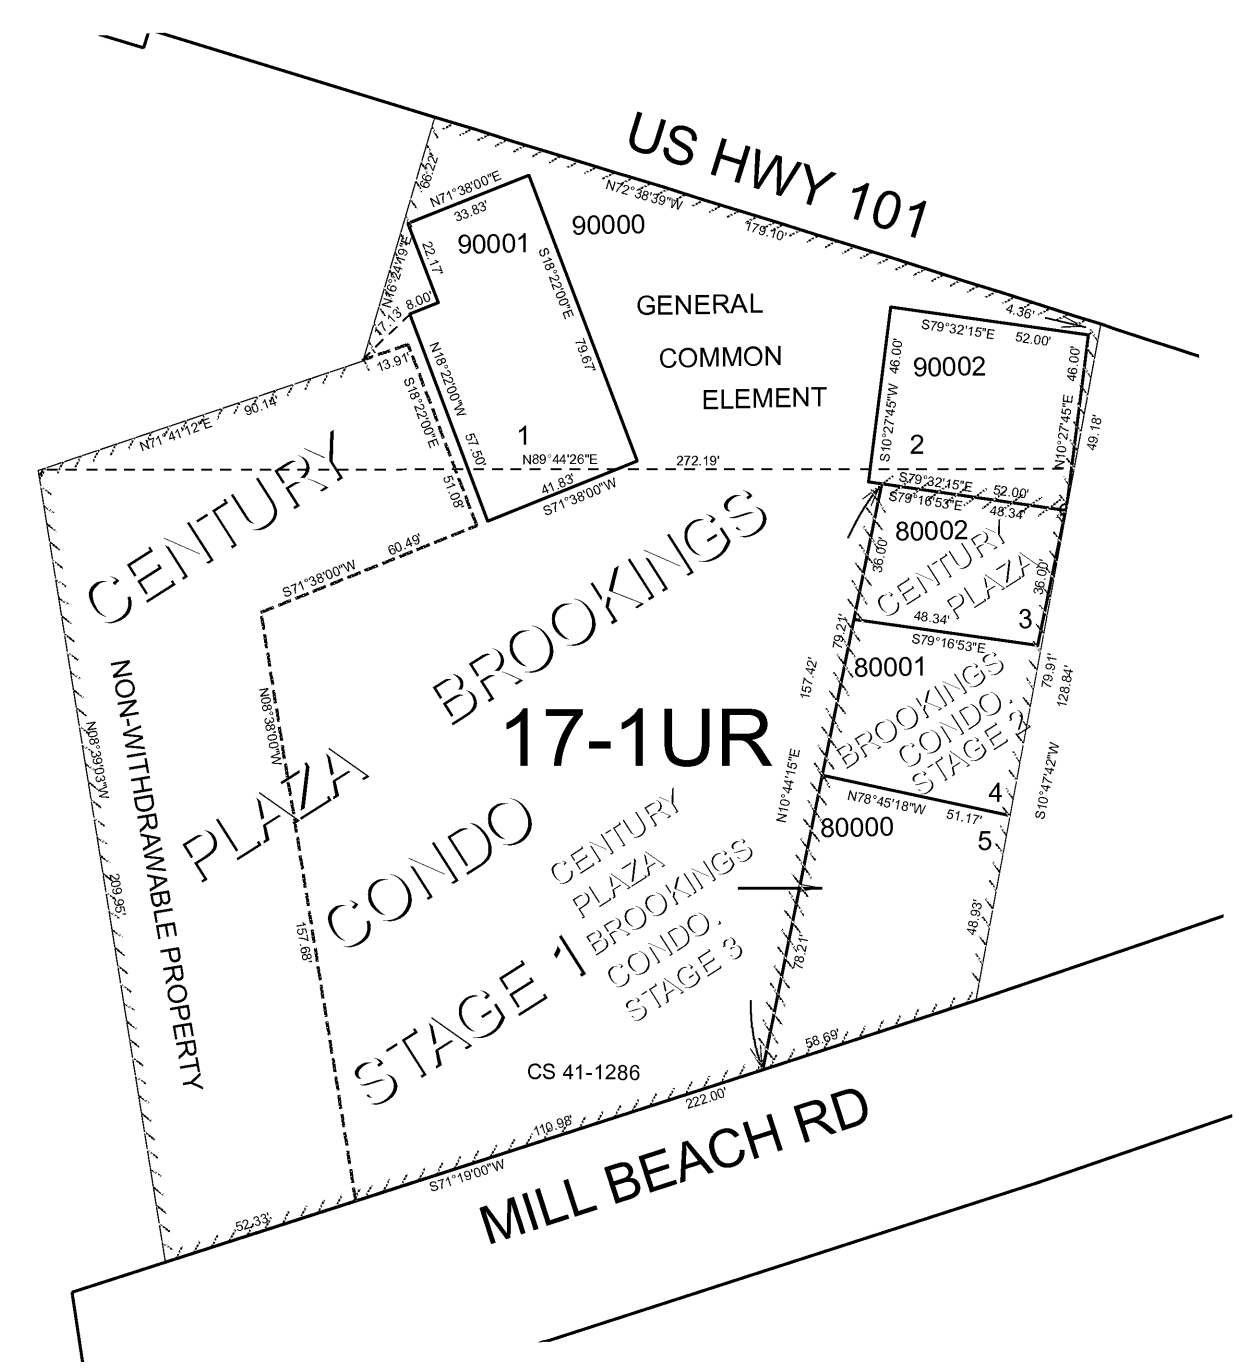 US HWY 101
66.22'
N71°38'00"E
33.83'
N72°38'39"W
179.10'
90001
90000
22.17'
S18°22'00"E
79.67'
N16°24'19"E
8.00'
17.13'
13.91'
GENERAL
COMMON
ELEMENT
4.36'
S79°32'15"E
52.00'
46.00'
90002
46.00'
S10°27'45"W
N10°27'45"E
49.18'
2
N71°41'12"E
90.14'
N18°22'00"W
57.50'
S18°22'00"E
51.08'
1
N89°44'26"E
272.19'
41.83'
S71°38'00"W
S79°32'15"E
52.00'
S79°16'53"E
48.34'
80002
CENTURY
PLAZA
36.00'
36.00'
3
48.34'
S79°16'53"E
60.49'
S71°38'00"W
CENTURY
PLAZA
BROOKINGS
CONDO
STAGE 1
NON-WITHDRAWABLE PROPERTY
N08°38'00"W
157.68'
N08°39'03"W
209.95'
17-1UR
79.21'
157.42'
N10°44'15"E
78.21'
80001
BROOKINGS
CONDO.
STAGE 2
79.91'
128.84'
S10°47'42"W
4
N78°45'18"W
51.17'
80000
5
48.93'
CENTURY
PLAZA
BROOKINGS
CONDO.
STAGE 3
CS 41-1286
58.69'
222.00'
110.98'
S71°19'00"W
52.33'
MILL BEACH RD